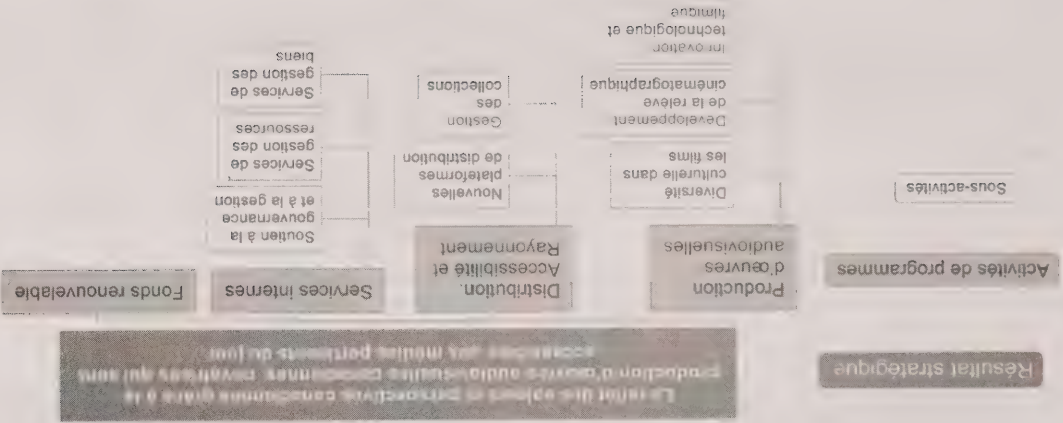 Résultat stratégique
Le reflet des valeurs et perspectives canadiennes grâce à la
production d'œuvres audiovisuelles canadiennes novatrices qui sont
accessibles aux médias pertinents du jour
Activités de programmes
Production
d'œuvres
audiovisuelles
Distribution,
Accessibilité et
Rayonnement
Services internes
Fonds renouvelable
Sous-activités
Diversité
culturelle dans
les films
Développement
de la relève
cinématographique
Innovation
technologique et
filmique
Nouvelles
plateformes
de distribution
Gestion
des
collections
Soutien à la
gouvernance
et à la gestion
Services de
gestion des
ressources
Services de
gestion des
biens